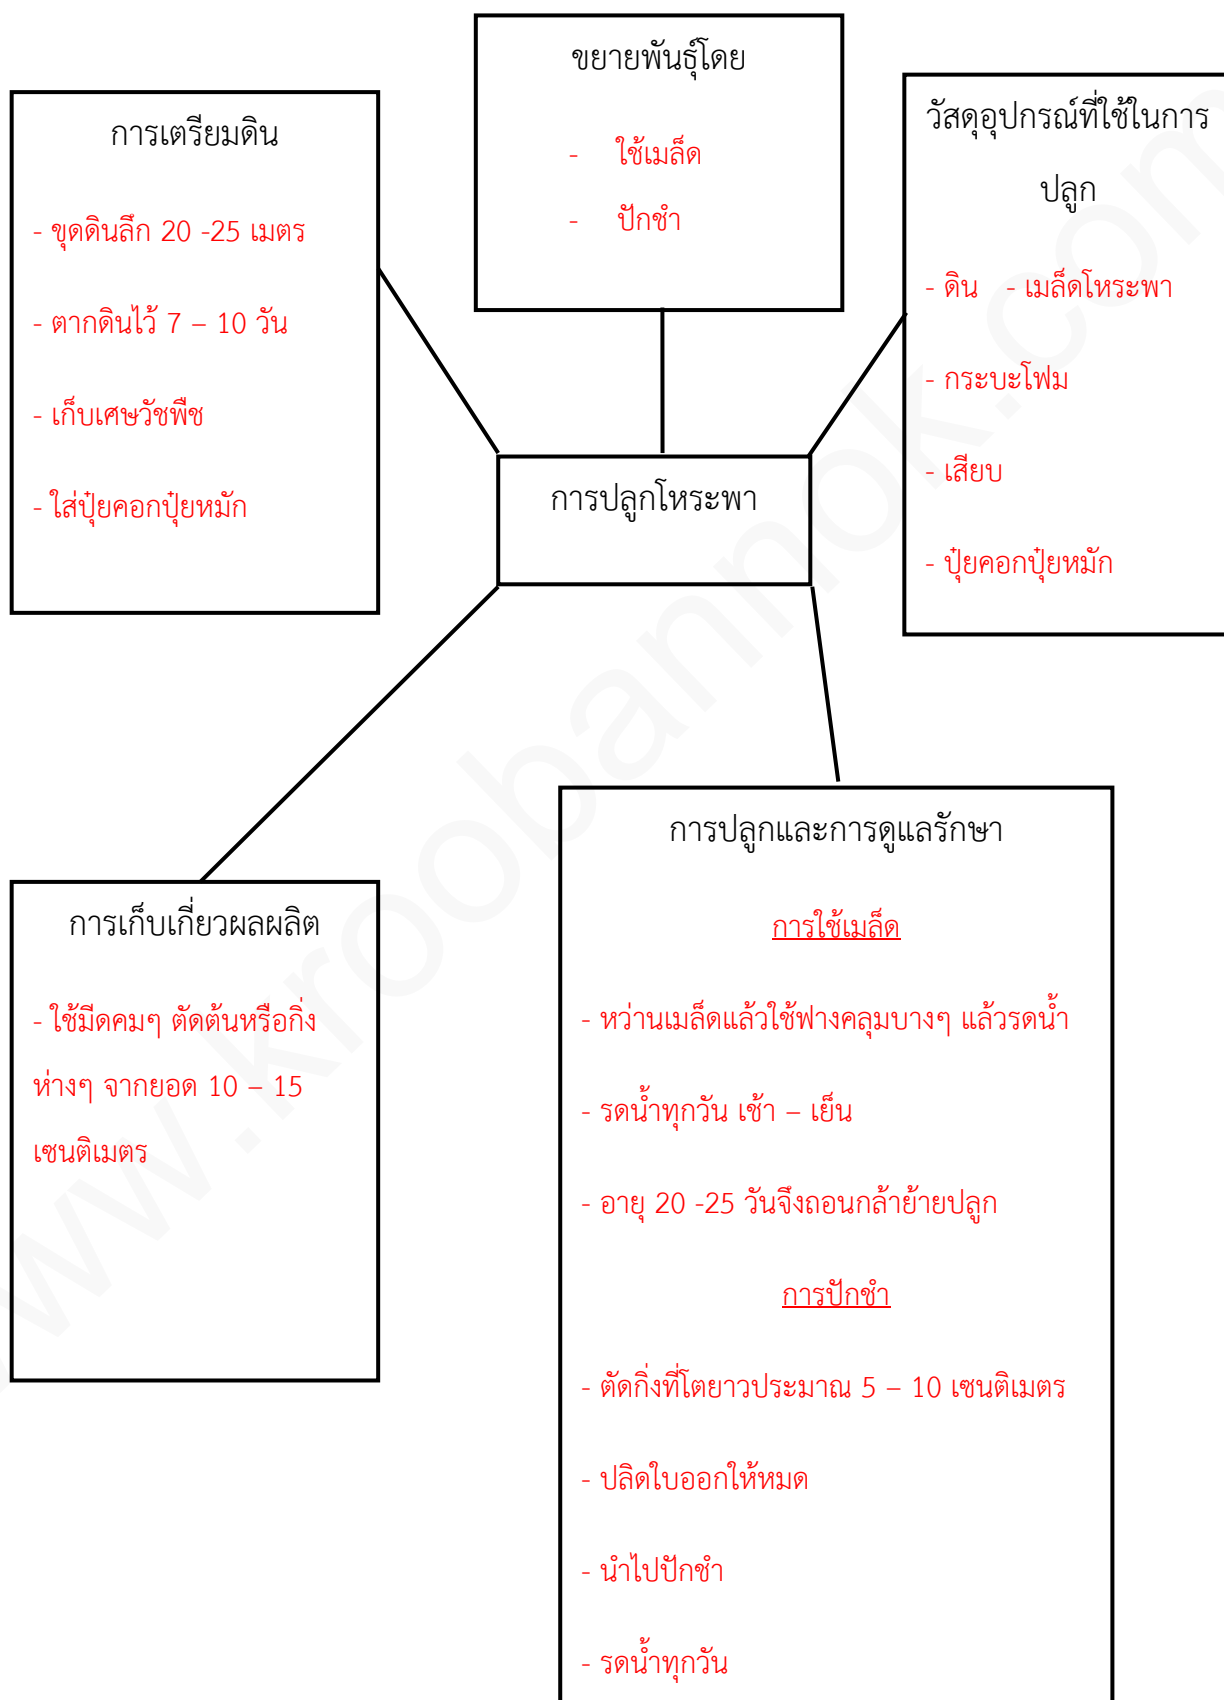 ขยายพันธุ์โดย
- ใช้เมล็ด
- ปักชำ
การเตรียมดิน
- ขุดดินลึก 20 -25 เมตร
- ตากดินไว้ 7 – 10 วัน
- เก็บเศษวัชพืช
- ใส่ปุ๋ยคอกปุ๋ยหมัก
วัสดุอุปกรณ์ที่ใช้ในการ
ปลูก
- ดิน - เมล็ดโหระพา
- กระบะโฟม
- เสียบ
- ปุ๋ยคอกปุ๋ยหมัก
การปลูกโหระพา
การเก็บเกี่ยวผลผลิต
- ใช้มีดคมๆ ตัดต้นหรือกิ่ง
ห่างๆ จากยอด 10 – 15
เซนติเมตร
การปลูกและการดูแลรักษา
การใช้เมล็ด
- หว่านเมล็ดแล้วใช้ฟางคลุมบางๆ แล้วรดน้ำ
- รดน้ำทุกวัน เช้า – เย็น
- อายุ 20 -25 วันจึงถอนกล้าย้ายปลูก
การปักชำ
- ตัดกิ่งที่โตยาวประมาณ 5 – 10 เซนติเมตร
- ปลิดใบออกให้หมด
- นำไปปักชำ
- รดน้ำทุกวัน
www.kroobannok.com